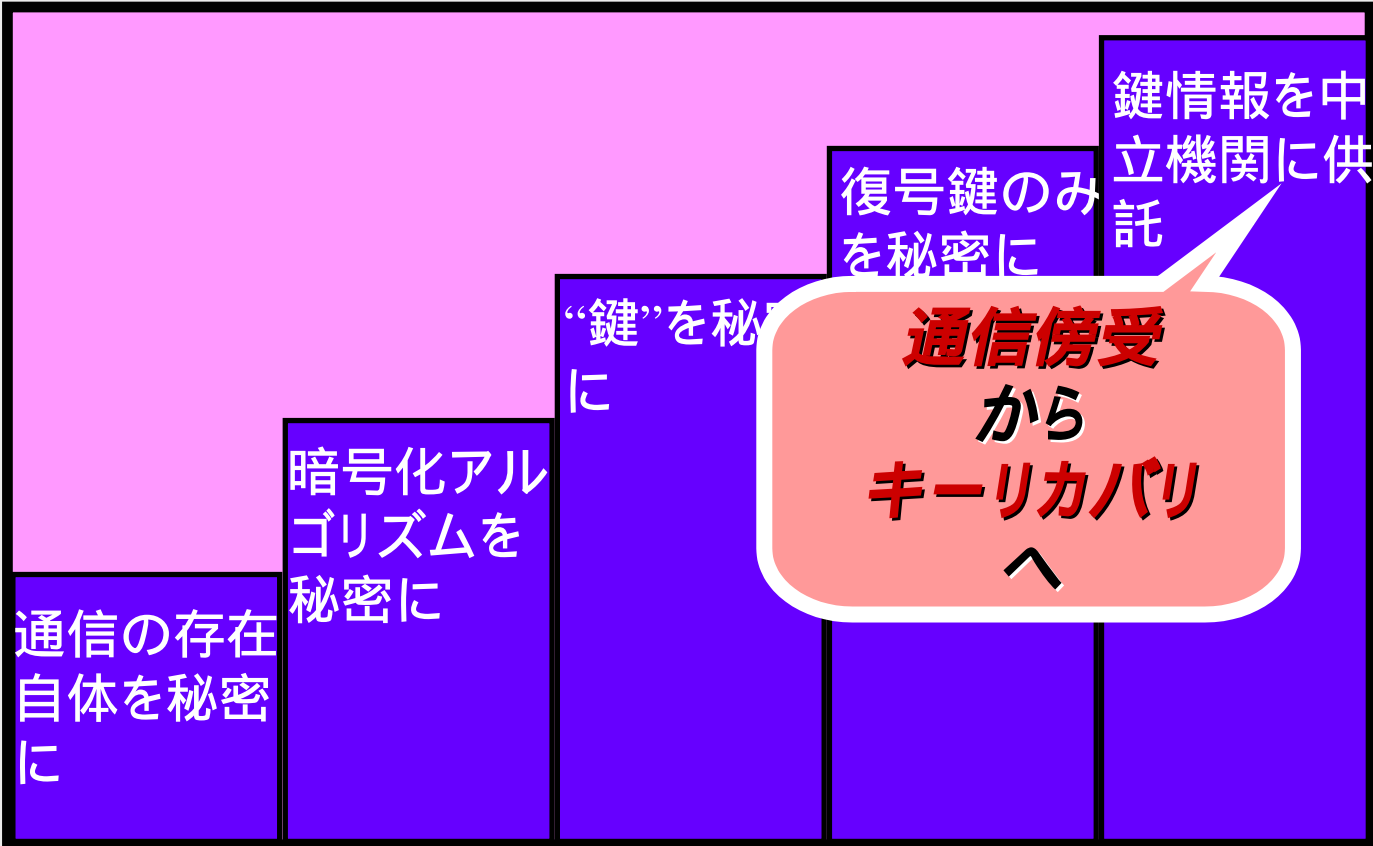 通信の存在
自体を秘密
に
暗号化アル
ゴリズムを
秘密に
“鍵”を秘
に
復号鍵のみ
を秘密に
鍵情報を中
立機関に供
託
通信傍受
から
キーリカバリ
へ